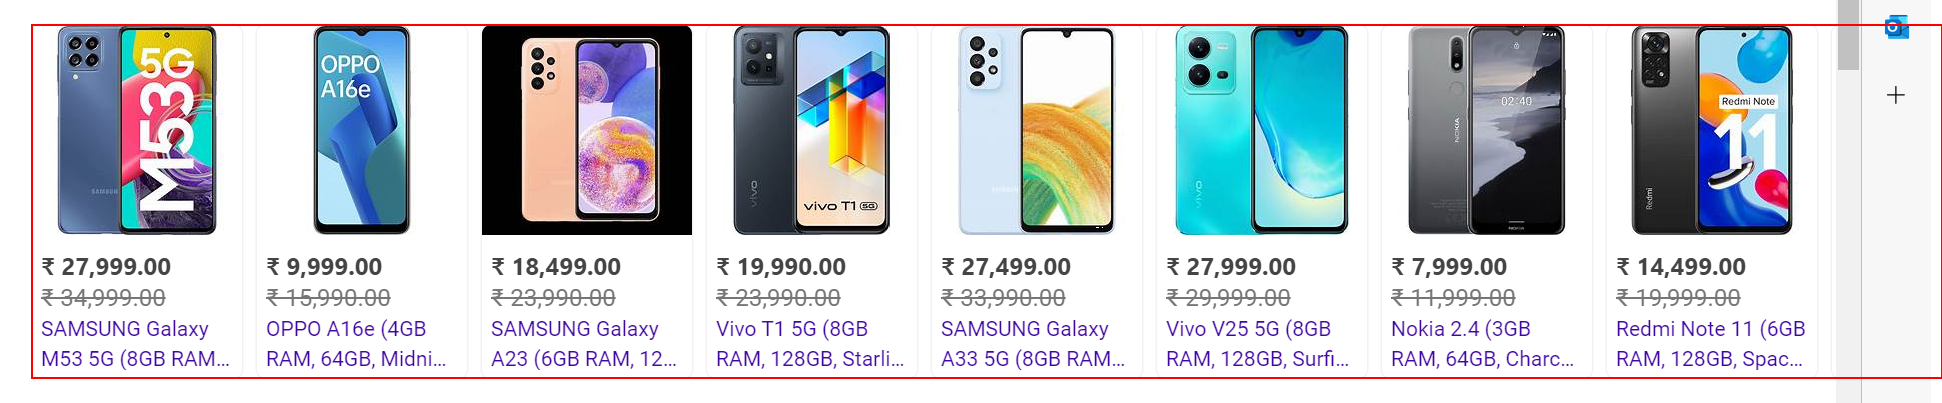 5G
M53
SAMSUNG
OPPO
A16e
vivo
vivo T1 5G
vivo
NOKIA
02:40
NOKIA
Redmi
Redmi Note
11
₹ 27,999.00
₹ 34,999.00
SAMSUNG Galaxy
M53 5G (8GB RAM...
₹ 9,999.00
₹ 15,990.00
OPPO A16e (4GB
RAM, 64GB, Midni...
₹ 18,499.00
₹ 23,990.00
SAMSUNG Galaxy
A23 (6GB RAM, 12...
₹ 19,990.00
₹ 23,990.00
Vivo T1 5G (8GB
RAM, 128GB, Starli...
₹ 27,499.00
₹ 33,990.00
SAMSUNG Galaxy
A33 5G (8GB RAM...
₹ 27,999.00
₹ 29,999.00
Vivo V25 5G (8GB
RAM, 128GB, Surfi...
₹ 7,999.00
₹ 11,999.00
Nokia 2.4 (3GB
RAM, 64GB, Charc...
₹ 14,499.00
₹ 19,999.00
Redmi Note 11 (6GB
RAM, 128GB, Spac...